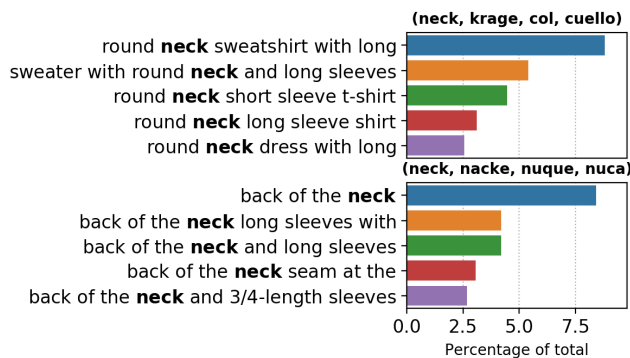 (neck, krage, col, cuello)
round neck sweatshirt with long
sweater with round neck and long sleeves
round neck short sleeve t-shirt
round neck long sleeve shirt
round neck dress with long
(neck, nacke, nuque, nuca)
back of the neck
back of the neck long sleeves with
back of the neck and long sleeves
back of the neck seam at the
back of the neck and 3/4-length sleeves
0.0 2.5 5.0 7.5
Percentage of total